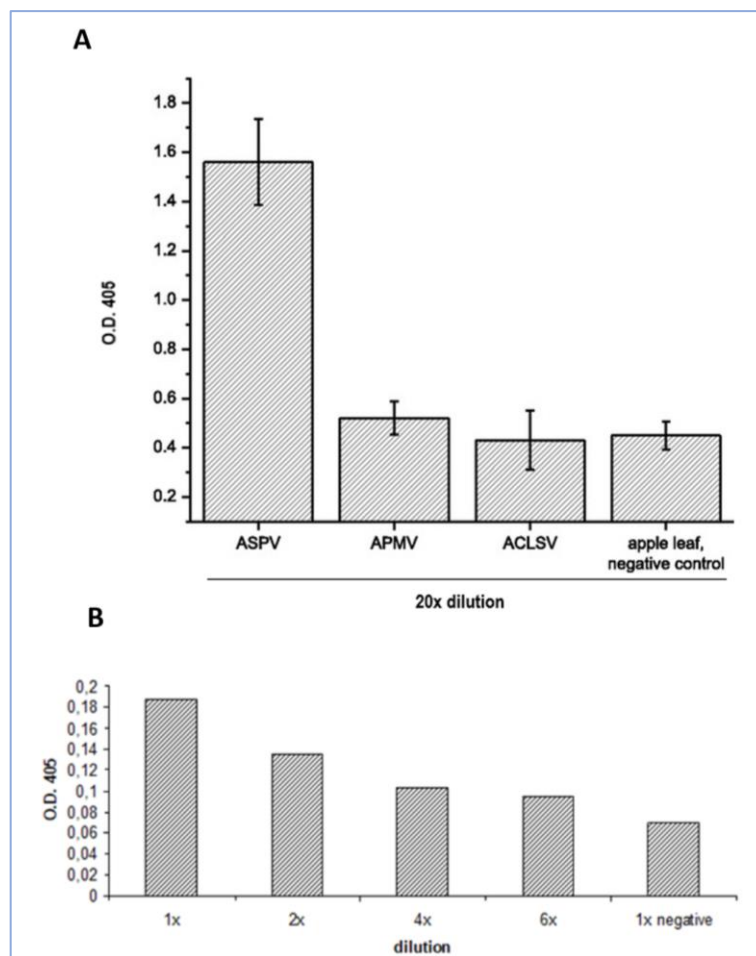 A
1.8
1.6
1.4
1.2
1.0
0.8
0.6
0.4
0.2
O.D. 405
ASPV APMV ACLSV apple leaf,
negative control
20x dilution
B
0,2
0,18
0,16
0,14
0,12
0,1
0,08
0,06
0,04
0,02
0
O.D. 405
1x 2x 4x 6x 1x negative
dilution